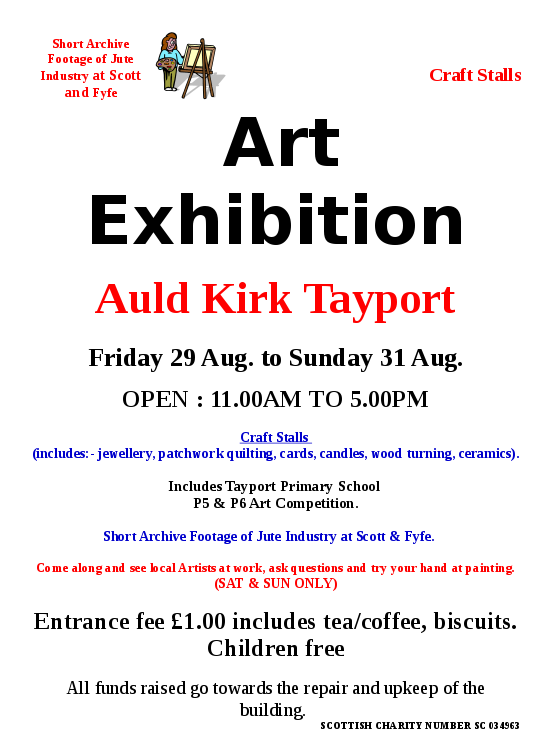 Short Archive
Footage of Jute
Industry at Scott
and Fyfe
Craft Stalls
Art
Exhibition
Auld Kirk Tayport
Friday 29 Aug. to Sunday 31 Aug.
OPEN : 11.00AM TO 5.00PM
Craft Stalls
(includes:- jewellery, patchwork quilting, cards, candles, wood turning, ceramics).
Includes Tayport Primary School
P5 & P6 Art Competition.
Short Archive Footage of Jute Industry at Scott & Fyfe.
Come along and see local Artists at work, ask questions and try your hand at painting.
(SAT & SUN ONLY)
Entrance fee £1.00 includes tea/coffee, biscuits.
Children free
All funds raised go towards the repair and upkeep of the
building.
SCOTTISH CHARITY NUMBER SC 034963